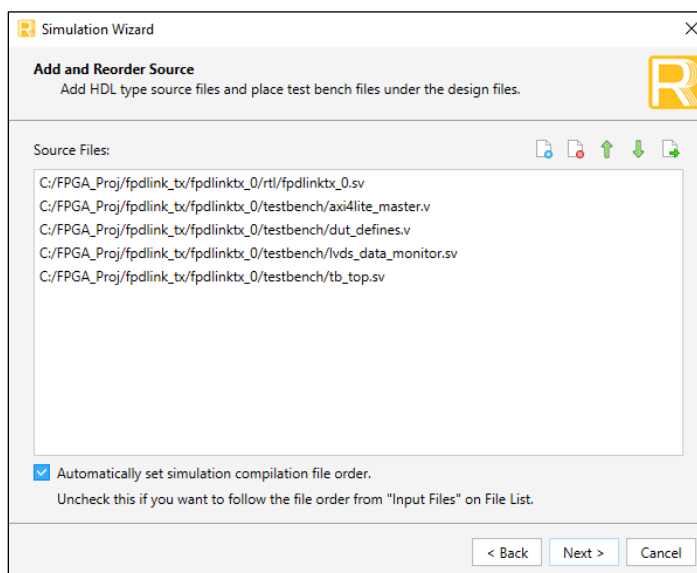 Simulation Wizard
Add and Reorder Source
Add HDL type source files and place test bench files under the design files.
Source Files:
C:/FPGA_Proj/fpdlink_tx/fpdlinktx_0/rtl/fpdlinktx_0.sv
C:/FPGA_Proj/fpdlink_tx/fpdlinktx_0/testbench/axi4lite_master.v
C:/FPGA_Proj/fpdlink_tx/fpdlinktx_0/testbench/dut_defines.v
C:/FPGA_Proj/fpdlink_tx/fpdlinktx_0/testbench/lvds_data_monitor.sv
C:/FPGA_Proj/fpdlink_tx/fpdlinktx_0/testbench/tb_top.sv
Automatically set simulation compilation file order.
Uncheck this if you want to follow the file order from "Input Files" on File List.
< Back Next > Cancel